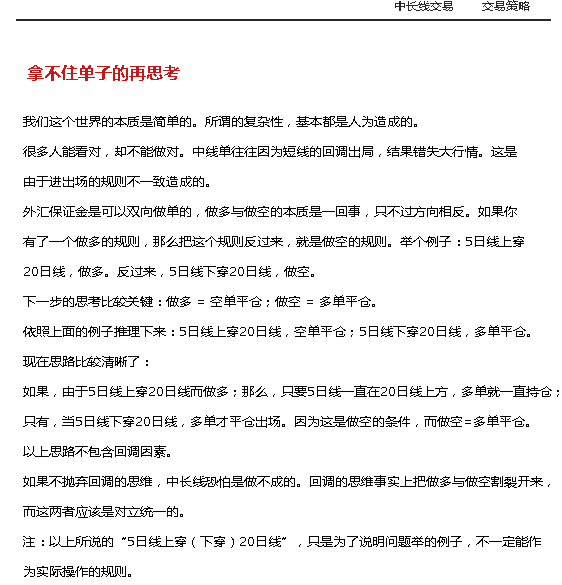 中长线交易 交易策略
拿不住单子的再思考
我们这个世界的本质是简单的。所谓的复杂性，基本都是人为造成的。
很多人能看对，却不能做对。中线单往往因为短线的回调出局，结果错失大行情。这是
由于进出场的规则不一致造成的。
外汇保证金是可以双向做单的，做多与做空的本质是一回事，只不过方向相反。如果你
有了一个做多的规则，那么把这个规则反过来，就是做空的规则。举个例子：5日线上穿
20日线，做多。反过来，5日线下穿20日线，做空。
下一步的思考比较关键：做多 = 空单平仓；做空 = 多单平仓。
依照上面的例子推理下来：5日线上穿20日线，空单平仓；5日线下穿20日线，多单平仓。
现在思路比较清晰了：
如果，由于5日线上穿20日线而做多；那么，只要5日线一直在20日线上方，多单就一直持仓；
只有，当5日线下穿20日线，多单才平仓出场。因为这是做空的条件，而做空=多单平仓。
以上思路不包含回调因素。
如果不抛弃回调的思维，中长线恐怕是做不成的。回调的思维事实上把做多与做空割裂开来，
而这两者应该是对立统一的。
注：以上所说的“5日线上穿（下穿）20日线”，只是为了说明问题举的例子，不一定能作
为实际操作的规则。